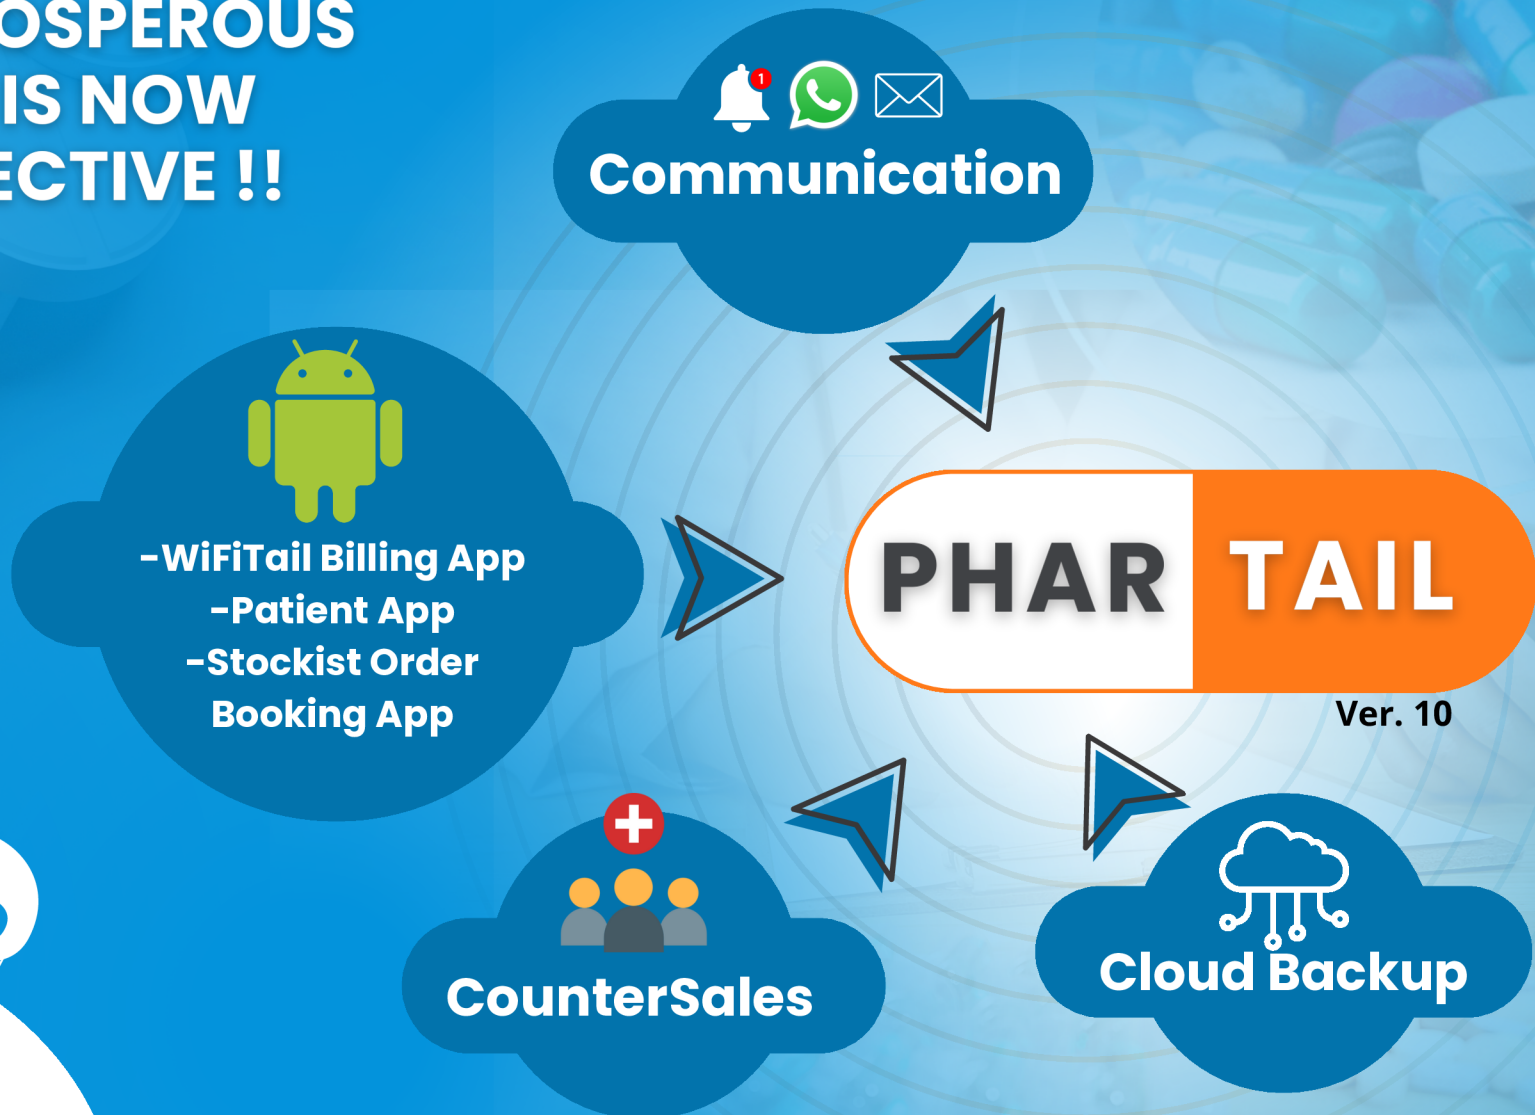 OSPEROUS
IS NOW
ECTIVE !!
1
Communication
-WiFiTail Billing App
-Patient App
-Stockist Order
Booking App
PHAR TAIL
Ver. 10
CounterSales
Cloud Backup